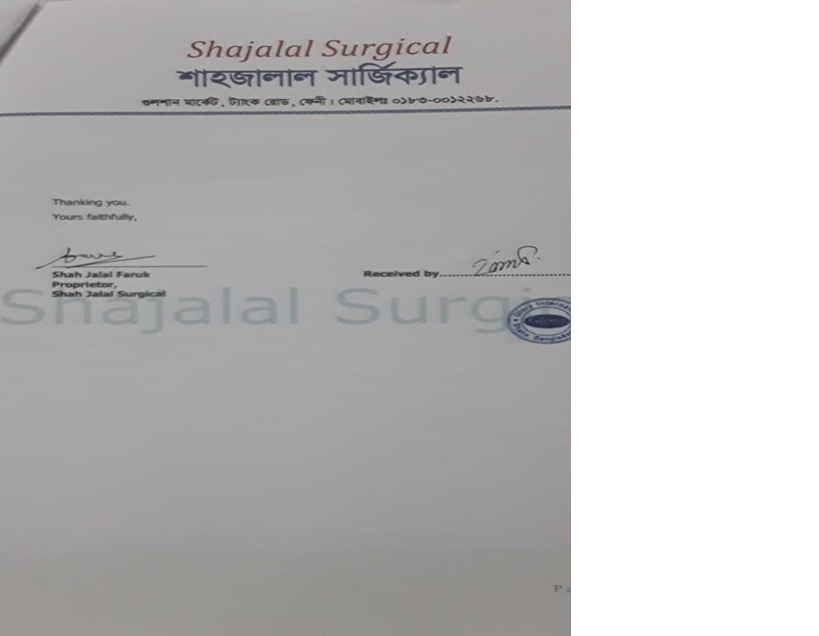 Shajalal Surgical
শাহজালাল সার্জিক্যাল
গুলশান মার্কেট, ট্রাংক রোড, ফেনী। মোবাইলঃ ০১৮৩-০০১২২৬৮.
Thanking you.
Yours faithfully,
Shah Jalal Faruk
Received by
Proprietor,
Shah Jalal Surgical
Shajalal Surgi